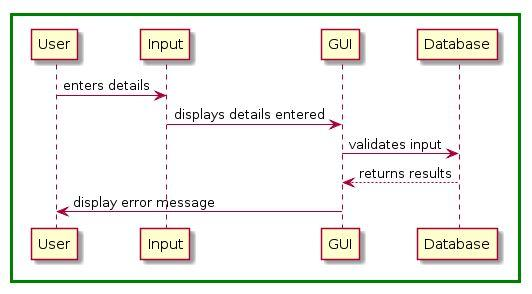 User Input GUI Database
enters details
displays details entered
validates input
returns results
display error message
User Input GUI Database